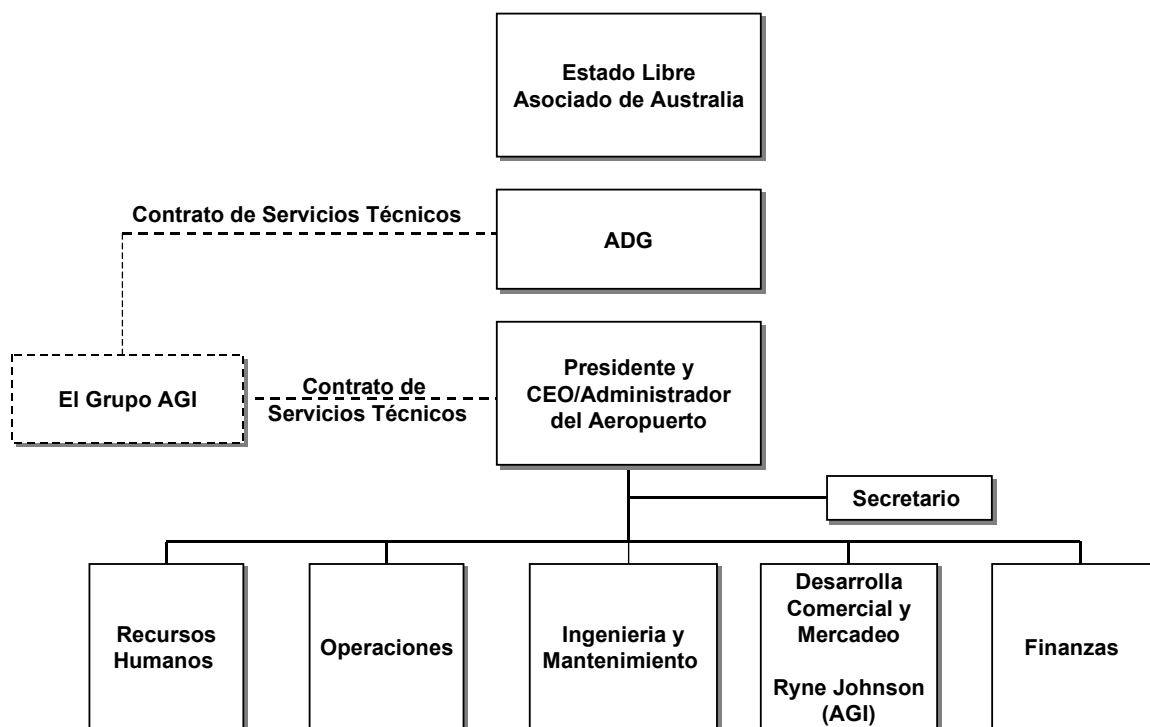 Estado Libre
Asociado de Australia
Contrato de Servicios Técnicos
ADG
El Grupo AGI
Contrato de
Servicios Técnicos
Presidente y
CEO/Administrador
del Aeropuerto
Secretario
Recursos
Humanos
Operaciones
Ingenieria y
Mantenimiento
Desarrolla
Comercial y
Mercadeo
Ryne Johnson
(AGI)
Finanzas